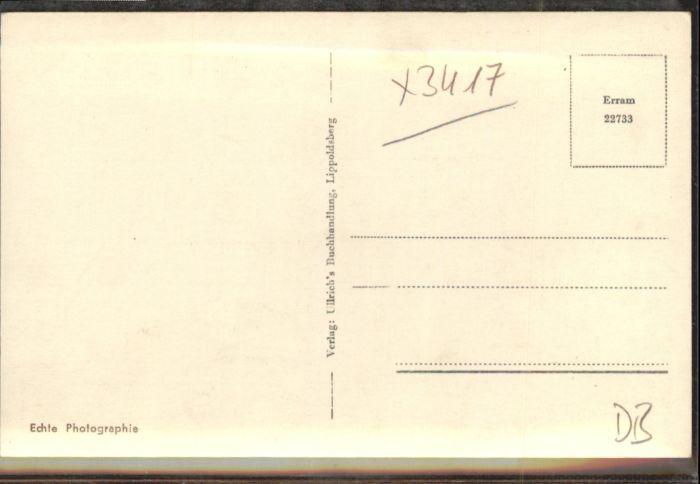 x3417
Erram
22733
Verlag: Ullrich's Buchhandlung, Lippoldsberg
Echte Photographie
DB